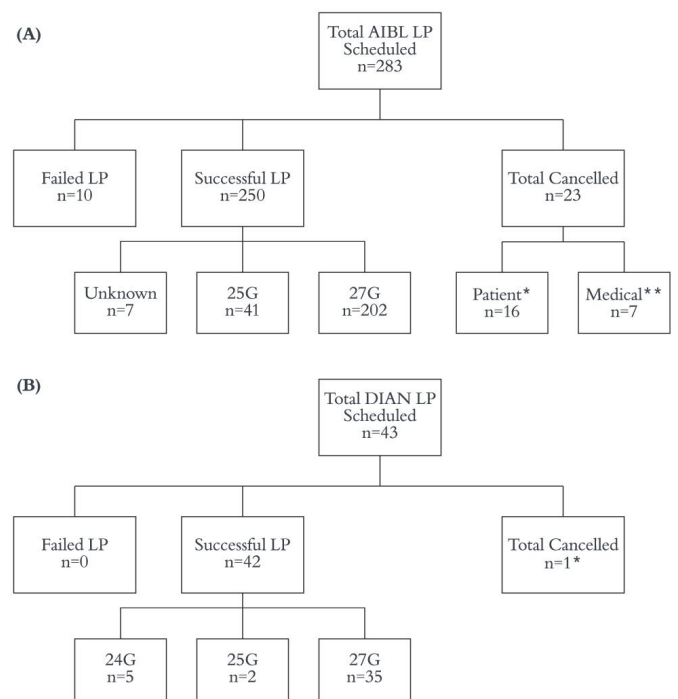 (A)
Total AIBL LP
Scheduled
n=283
Failed LP
n=10
Successful LP
n=250
Total Cancelled
n=23
Unknown
n=7
25G
n=41
27G
n=202
Patient*
n=16
Medical**
n=7
(B)
Total DIAN LP
Scheduled
n=43
Failed LP
n=0
Successful LP
n=42
Total Cancelled
n=1*
24G
n=5
25G
n=2
27G
n=35